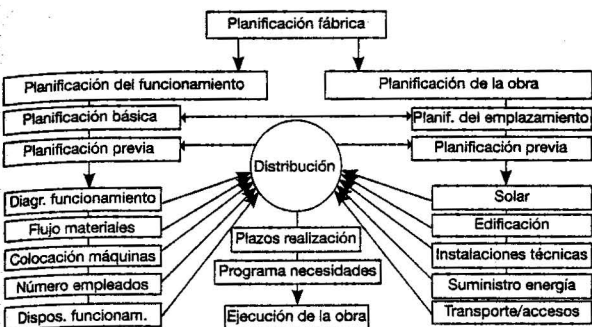 Planificación fábrica
Planificación del funcionamiento
Planificación de la obra
Planificación básica
Planif. del emplazamiento
Planificación previa
Planificación previa
Distribución
Diagr. funcionamiento
Solar
Flujo materiales
Edificación
Plazos realización
Colocación máquinas
Instalaciones técnicas
Programa necesidades
Número empleados
Suministro energía
Dispos. funcionam.
Ejecución de la obra
Transporte/accesos